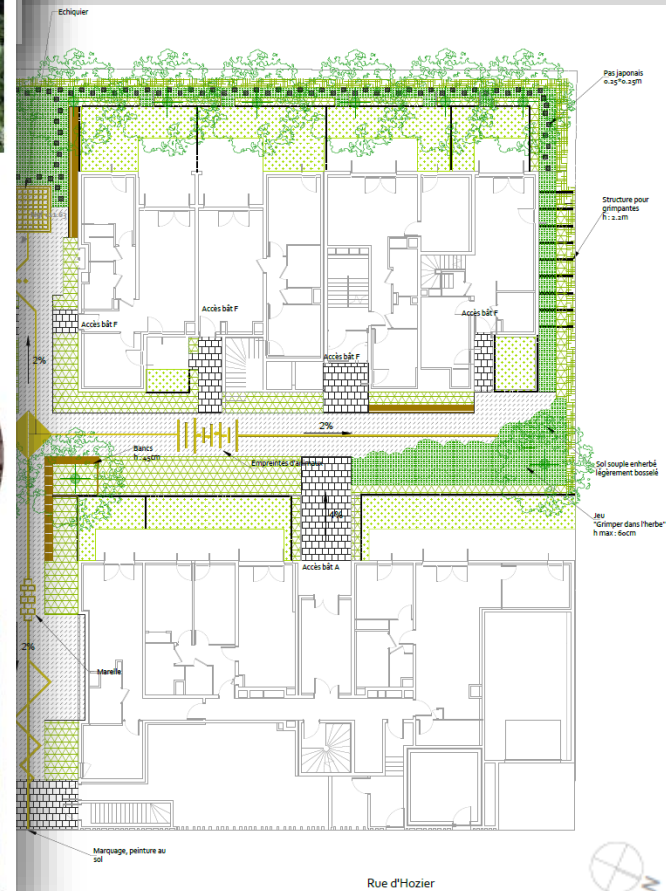 Echiquier
Pas japonais
0.25*0.25m
Structure pour
grimpantes
h : 2.2m
Accès bât F
Accès bât F
Accès bât F
Accès bât F
2%
2%
Bancs
h : 45cm
Empreintes d'animaux
Sol souple enherbé
légèrement bosselé
Jeu
"Grimper dans l'herbe"
h max : 60cm
4%
Accès bât A
2%
Marelle
Marquage, peinture au
sol
Rue d'Hozier
N